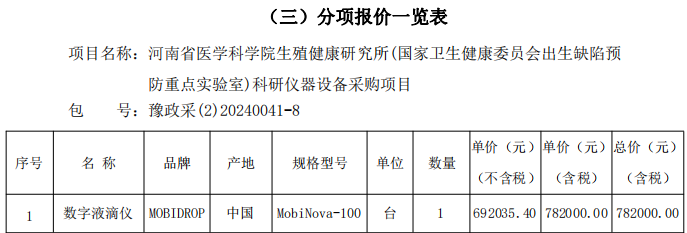 （三）分项报价一览表
项目名称：河南省医学科学院生殖健康研究所(国家卫生健康委员会出生缺陷预
防重点实验室)科研仪器设备采购项目
包 号：豫政采(2)20240041-8
序号 名 称 品牌 产地 规格型号 单位 数量 单价（元）（不含税） 单价（元）（含税） 总价（元）（含税）
1 数字液滴仪 MOBIDROP 中国 MobiNova-100 台 1 692035.40 782000.00 782000.00